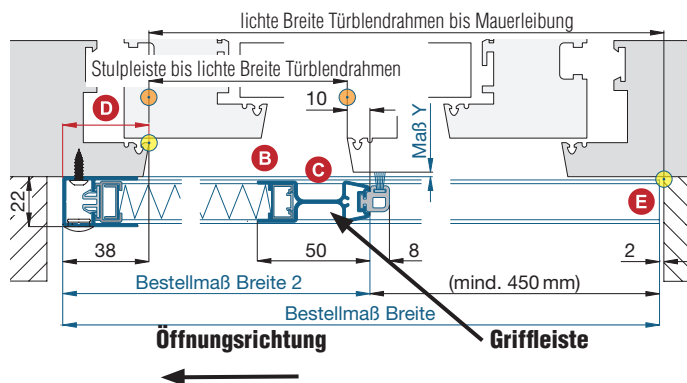 lichte Breite Türblendrahmen bis Mauerleibung
Stulpleiste bis lichte Breite Türblendrahmen
D
10
Maß Y
B
C
E
22
38
50
8
2
Bestellmaß Breite 2
(mind. 450 mm)
Bestellmaß Breite
Öffnungsrichtung
Griffleiste